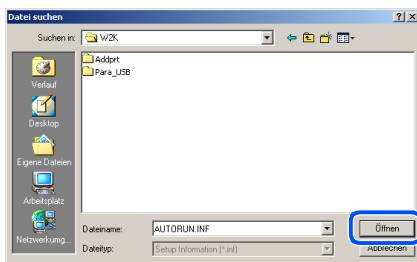 Datei suchen
Suchen in:
W2K
Addprt
Para_USB
Verlauf
Desktop
Eigene Dateien
Arbeitsplatz
Netzwerkumg...
Dateiname:
AUTORUN.INF
Öffnen
Dateityp:
Setup Information (*.inf)
Abbrechen